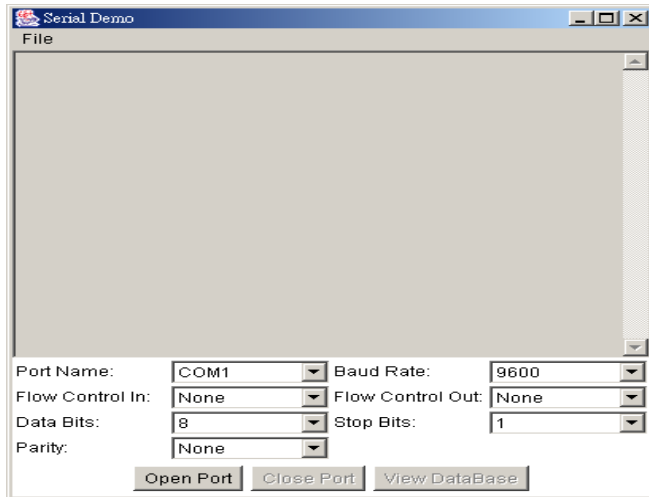 Serial Demo
File
Port Name: COM1 Baud Rate: 9600
Flow Control In: None Flow Control Out: None
Data Bits: 8 Stop Bits: 1
Parity: None
Open Port Close Port View DataBase